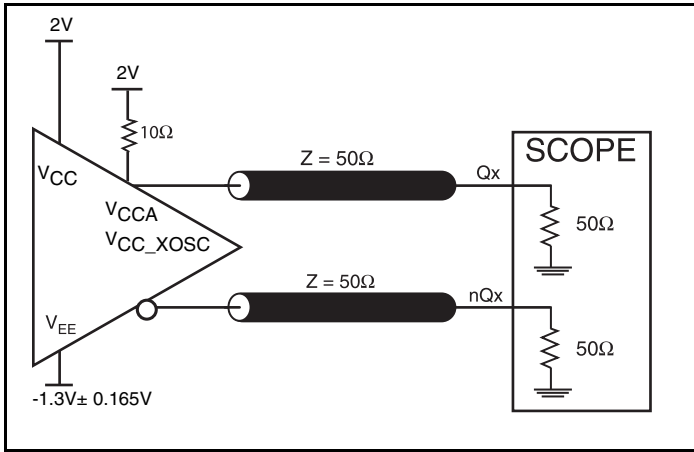 2V
2V
10Ω
VCC
VCCA
VCC_XOSC
VEE
-1.3V± 0.165V
Z = 50Ω
Qx
Z = 50Ω
nQx
SCOPE
50Ω
50Ω